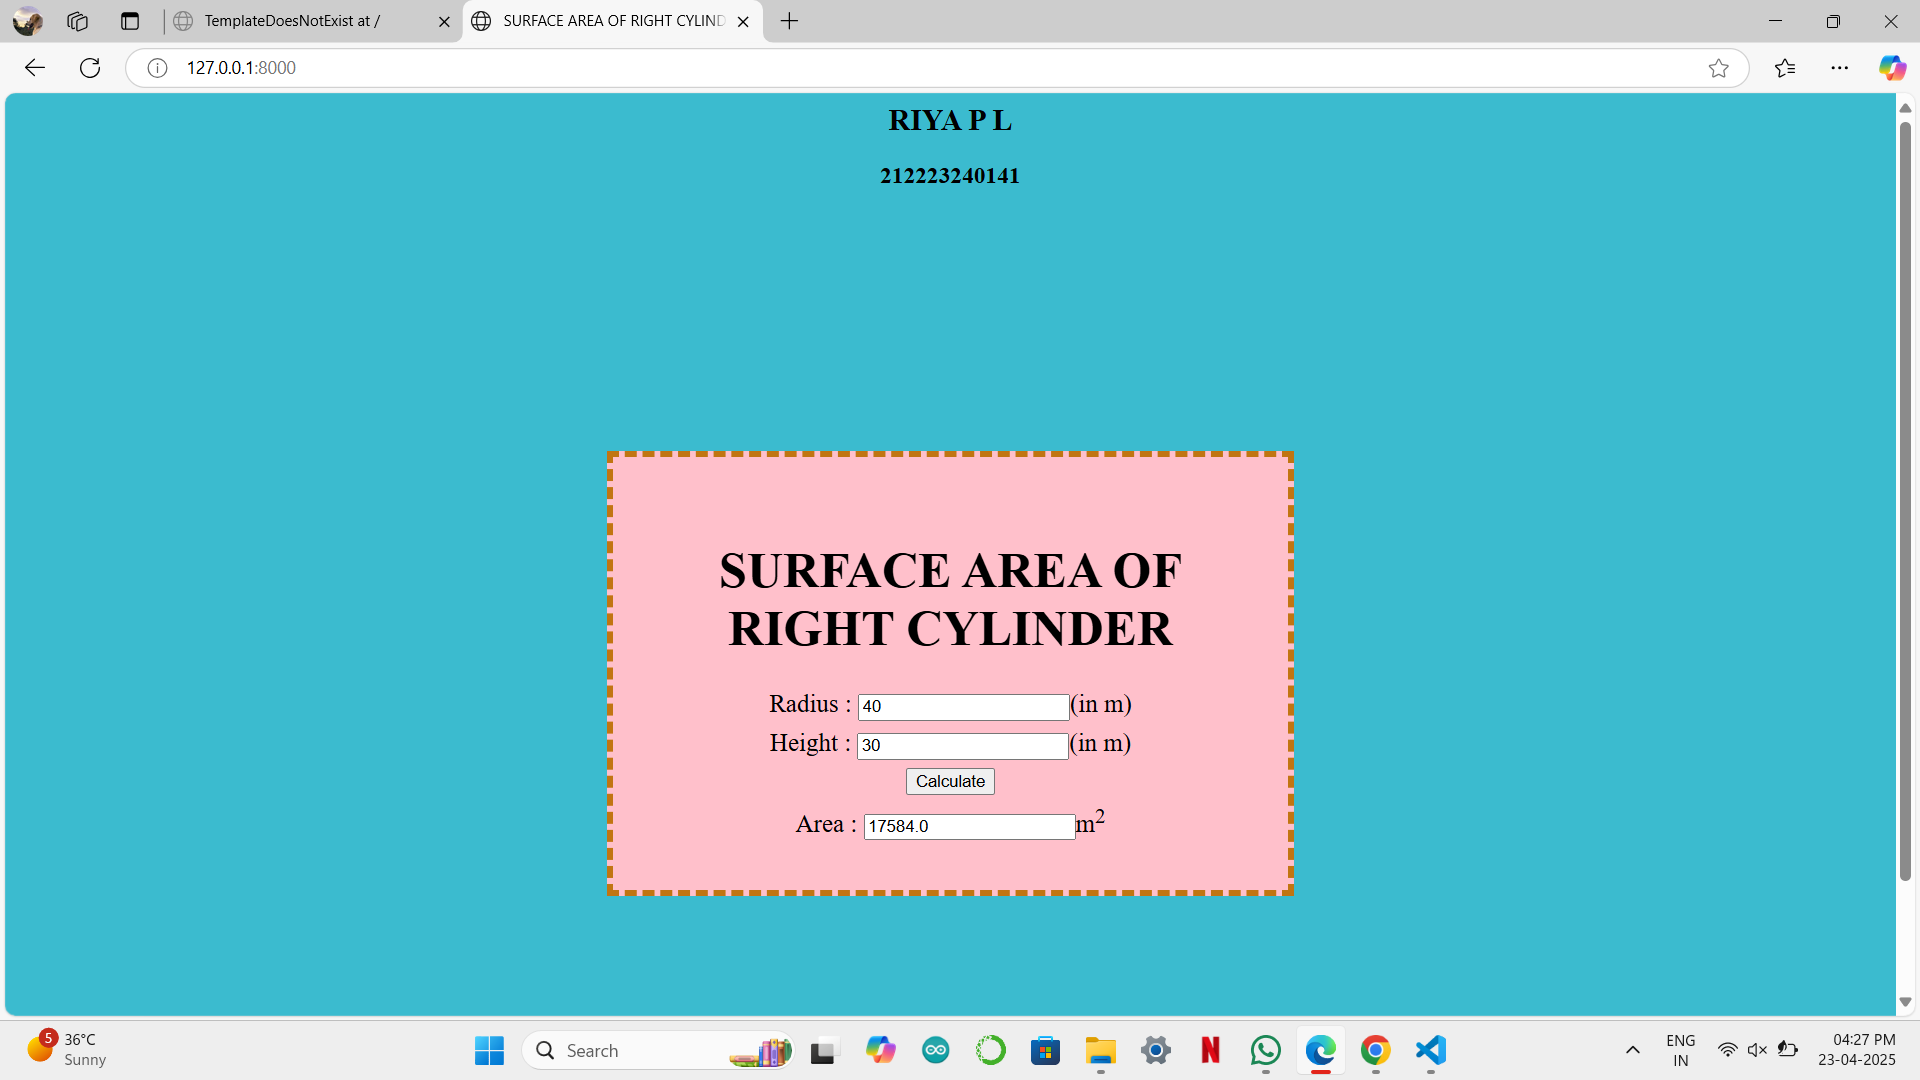 TemplateDoesNotExist at /
SURFACE AREA OF RIGHT CYLIND
127.0.0.1:8000
RIYA P L
212223240141
SURFACE AREA OF
RIGHT CYLINDER
Radius : 40 (in m)
Height : 30 (in m)
Calculate
Area : 17584.0 m2
5
36°C
Sunny
Search
N
ENG
IN
04:27 PM
23-04-2025